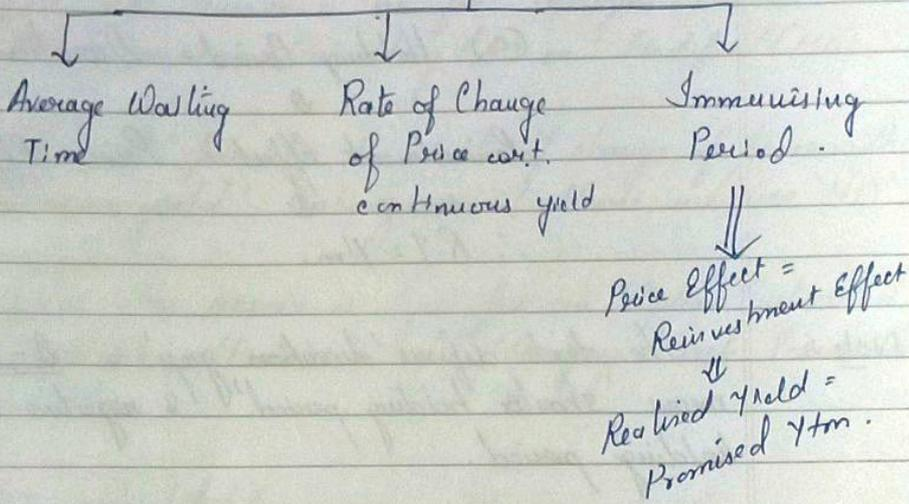 Average Waiting
Time
Rate of Change
of Price w.r.t.
continuous yield
Immunising
Period.
Price Effect =
Reinvestment Effect
Realised yield =
Promised Ytm.